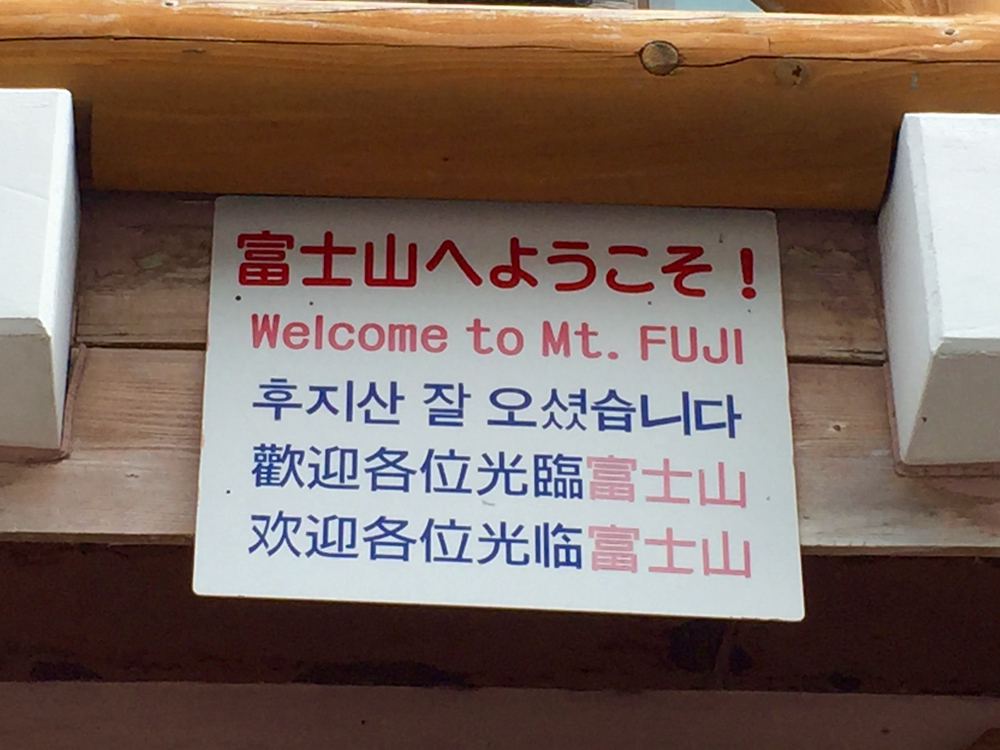 富士山へようこそ！
Welcome to Mt. FUJI
후지산 잘 오셨습니다
歡迎各位光臨富士山
欢迎各位光临富士山